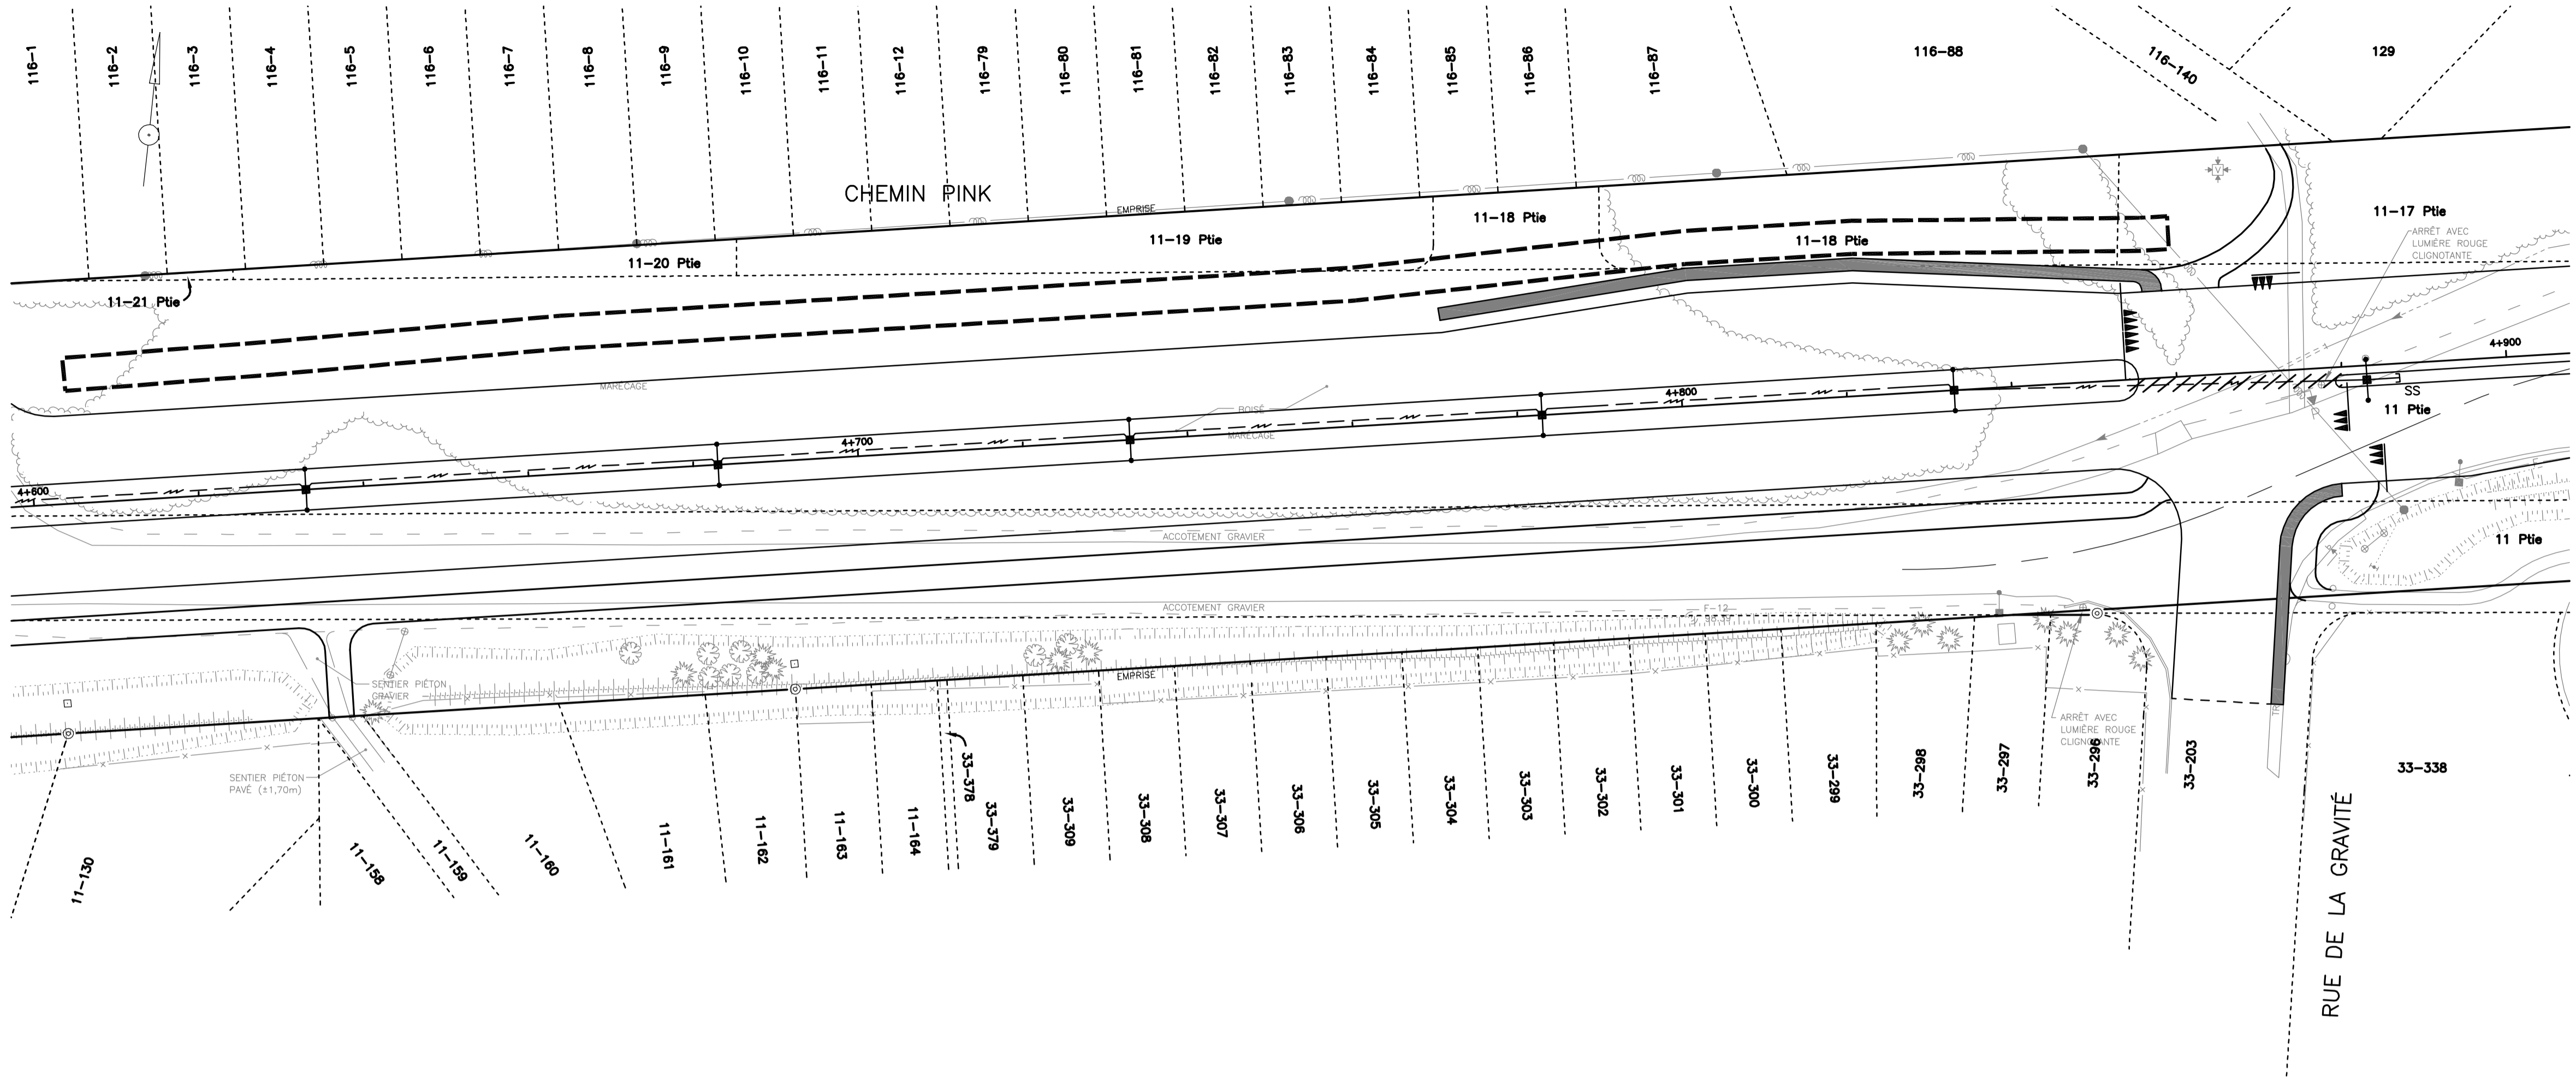 116-1
116-2
116-3
116-4
116-5
116-6
116-7
116-8
116-9
116-10
116-11
116-12
116-79
116-80
116-81
116-82
116-83
116-84
116-85
116-86
116-87
116-88
116-140
129
CHEMIN PINK
EMPRISE
11-21 Ptie
11-20 Ptie
11-19 Ptie
11-18 Ptie
11-18 Ptie
11-17 Ptie
ARRÊT AVEC
LUMIÈRE ROUGE
CLIGNOTANTE
V
MARÉCAGE
BOISÉ
MARÉCAGE
4+600
4+700
4+800
4+900
SS
11 Ptie
11 Ptie
ACCOTEMENT GRAVIER
ACCOTEMENT GRAVIER
F-12
EMPRISE
SENTIER PIÉTON
GRAVIER
SENTIER PIÉTON
PAVÉ (±1,70m)
ARRÊT AVEC
LUMIÈRE ROUGE
CLIGNOTANTE
11-130
11-158
11-159
11-160
11-161
11-162
11-163
11-164
33-378
33-379
33-309
33-308
33-307
33-306
33-305
33-304
33-303
33-302
33-301
33-300
33-299
33-298
33-297
33-296
33-203
33-338
RUE DE LA GRAVITÉ